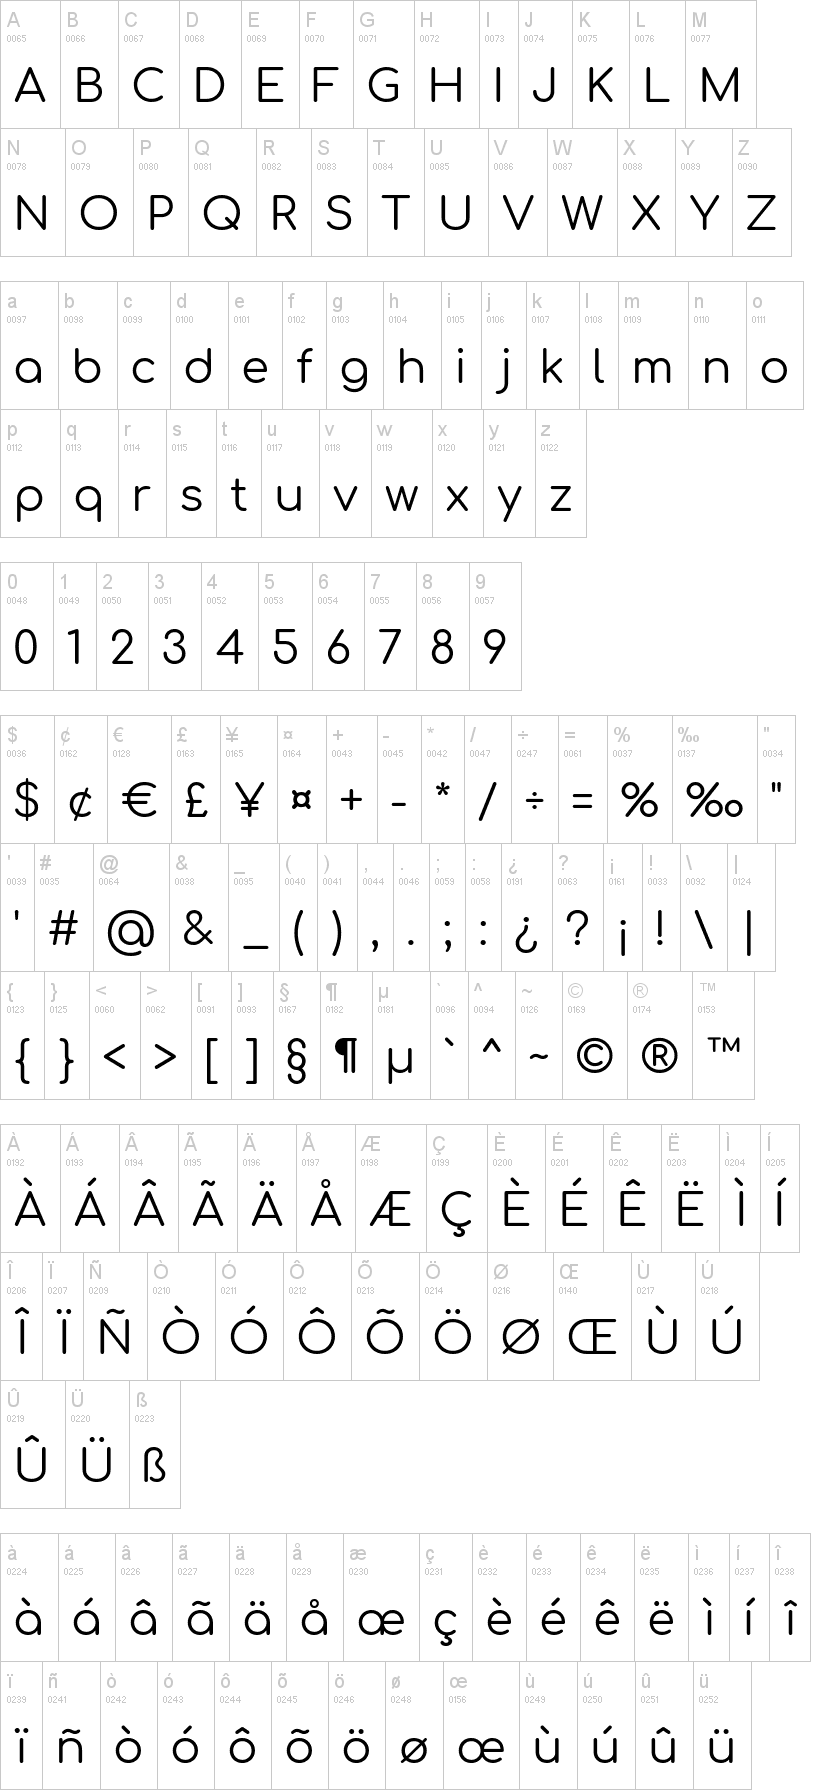 A B C D E F G H I J K L M
0065 0066 0067 0068 0069 0070 0071 0072 0073 0074 0075 0076 0077
A B C D E F G H I J K L M
N O P Q R S T U V W X Y Z
0078 0079 0080 0081 0082 0083 0084 0085 0086 0087 0088 0089 0090
N O P Q R S T U V W X Y Z
a b c d e f g h i j k l m n o
0097 0098 0099 0100 0101 0102 0103 0104 0105 0106 0107 0108 0109 0110 0111
a b c d e f g h i j k l m n o
p q r s t u v w x y z
0112 0113 0114 0115 0116 0117 0118 0119 0120 0121 0122
p q r s t u v w x y z
0 1 2 3 4 5 6 7 8 9
0048 0049 0050 0051 0052 0053 0054 0055 0056 0057
0 1 2 3 4 5 6 7 8 9
$ ¢ € £ ¥ ¤ + - * / ÷ = % ‰ "
0036 0162 0128 0163 0165 0164 0043 0045 0042 0047 0247 0061 0037 0137 0034
$ ¢ € £ ¥ ¤ + - * / ÷ = % ‰ "
' # @ & _ ( ) , . ; : ¿ ? ¡ ! \ |
0039 0035 0064 0038 0095 0040 0041 0044 0046 0059 0058 0191 0063 0161 0033 0092 0124
' # @ & _ ( ) , . ; : ¿ ? ¡ ! \ |
{ } < > [ ] § ¶ µ ` ^ ~ © ® ™
0123 0125 0060 0062 0091 0093 0167 0182 0181 0096 0094 0126 0169 0174 0153
{ } < > [ ] § ¶ µ ` ^ ~ © ® ™
À Á Â Ã Ä Å Æ Ç È É Ê Ë Ì Í
0192 0193 0194 0195 0196 0197 0198 0199 0200 0201 0202 0203 0204 0205
À Á Â Ã Ä Å Æ Ç È É Ê Ë Ì Í
Î Ï Ñ Ò Ó Ô Õ Ö Ø Œ Ù Ú
0206 0207 0209 0210 0211 0212 0213 0214 0216 0140 0217 0218
Î Ï Ñ Ò Ó Ô Õ Ö Ø Œ Ù Ú
Û Ü ß
0219 0220 0223
Û Ü ß
à á â ã ä å æ ç è é ê ë ì í î
0224 0225 0226 0227 0228 0229 0230 0231 0232 0233 0234 0235 0236 0237 0238
à á â ã ä å æ ç è é ê ë ì í î
ï ñ ò ó ô õ ö ø œ ù ú û ü
0239 0241 0242 0243 0244 0245 0246 0248 0156 0249 0250 0251 0252
ï ñ ò ó ô õ ö ø œ ù ú û ü